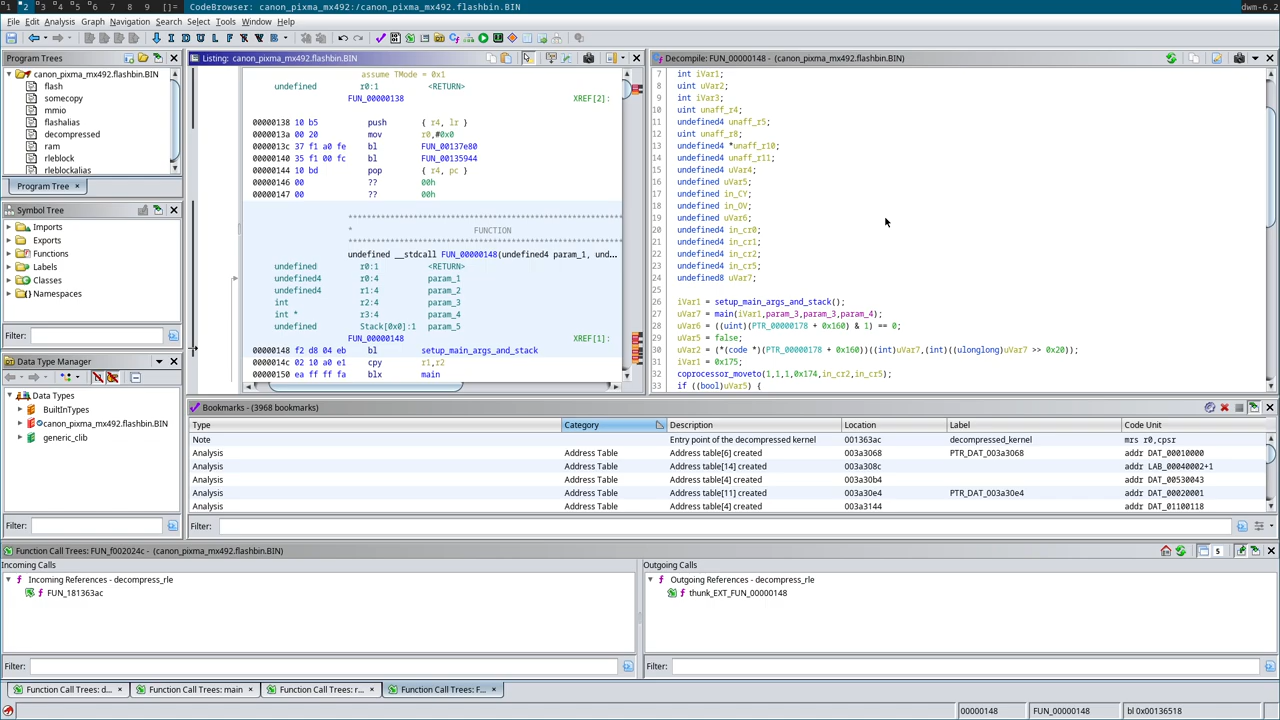 1 2 3 4 5 6 7 8 9 []= CodeBrowser: canon_pixma_mx492:/canon_pixma_mx492.flashbin.BIN dwm-6.2
File Edit Analysis Graph Navigation Search Select Tools Window Help
I D U L F R V B
Program Trees
canon_pixma_mx492.flashbin.BIN
flash
somecopy
mmio
flashalias
decompressed
ram
rleblock
rleblockalias
Program Tree ×
Symbol Tree
Imports
Exports
Functions
Labels
Classes
Namespaces
Filter:
Data Type Manager
Data Types
BuiltInTypes
canon_pixma_mx492.flashbin.BIN
generic_clib
Filter:
Listing: canon_pixma_mx492.flashbin.BIN
assume TMode = 0x1
undefined r0:1 <RETURN>
FUN_00000138 XREF[2]:
00000138 10 b5 push { r4, lr }
0000013a 00 20 mov r0,#0x0
0000013c 37 f1 a0 fe bl FUN_00137e80
00000140 35 f1 00 fc bl FUN_00135944
00000144 10 bd pop { r4, pc }
00000146 00 ?? 00h
00000147 00 ?? 00h
* FUNCTION
undefined __stdcall FUN_00000148(undefined4 param_1, und...
undefined r0:1 <RETURN>
undefined4 r0:4 param_1
undefined4 r1:4 param_2
int r2:4 param_3
int * r3:4 param_4
undefined Stack[0x0]:1 param_5
FUN_00000148 XREF[1]:
00000148 f2 d8 04 eb bl setup_main_args_and_stack
0000014c 02 10 a0 e1 cpy r1,r2
00000150 ea ff ff fa blx main
Decompile: FUN_00000148 - (canon_pixma_mx492.flashbin.BIN)
7 int iVar1;
8 uint uVar2;
9 int iVar3;
10 uint unaff_r4;
11 undefined4 unaff_r5;
12 uint unaff_r8;
13 undefined4 *unaff_r10;
14 undefined4 unaff_r11;
15 undefined4 uVar4;
16 undefined uVar5;
17 undefined in_CY;
18 undefined in_OV;
19 undefined uVar6;
20 undefined4 in_cr0;
21 undefined4 in_cr1;
22 undefined4 in_cr2;
23 undefined4 in_cr5;
24 undefined8 uVar7;
25
26 iVar1 = setup_main_args_and_stack();
27 uVar7 = main(iVar1,param_3,param_3,param_4);
28 uVar6 = ((uint)(PTR_00000178 + 0x160) & 1) == 0;
29 uVar5 = false;
30 uVar2 = (*(code *)(PTR_00000178 + 0x160))((int)uVar7,(int)((ulonglong)uVar7 >> 0x20));
31 iVar1 = 0x175;
32 coprocessor_moveto(1,1,1,0x174,in_cr2,in_cr5);
33 if ((bool)uVar5) {
Bookmarks - (3968 bookmarks)
Type Category Description Location Label Code Unit
Note Entry point of the decompressed kernel 001363ac decompressed_kernel mrs r0,cpsr
Analysis Address Table Address table[6] created 003a3068 PTR_DAT_003a3068 addr DAT_00010000
Analysis Address Table Address table[14] created 003a308c addr LAB_00040002+1
Analysis Address Table Address table[4] created 003a30b4 addr DAT_00530043
Analysis Address Table Address table[11] created 003a30e4 PTR_DAT_003a30e4 addr DAT_00020001
Analysis Address Table Address table[4] created 003a3144 addr DAT_01100118
Filter:
Function Call Trees: FUN_f002024c - (canon_pixma_mx492.flashbin.BIN) 5
Incoming Calls
Incoming References - decompress_rle
FUN_181363ac
Filter:
Outgoing Calls
Outgoing References - decompress_rle
thunk_EXT_FUN_00000148
Filter:
Function Call Trees: d... × Function Call Trees: main × Function Call Trees: r... × Function Call Trees: F... ×
00000148 FUN_00000148 bl 0x00136518